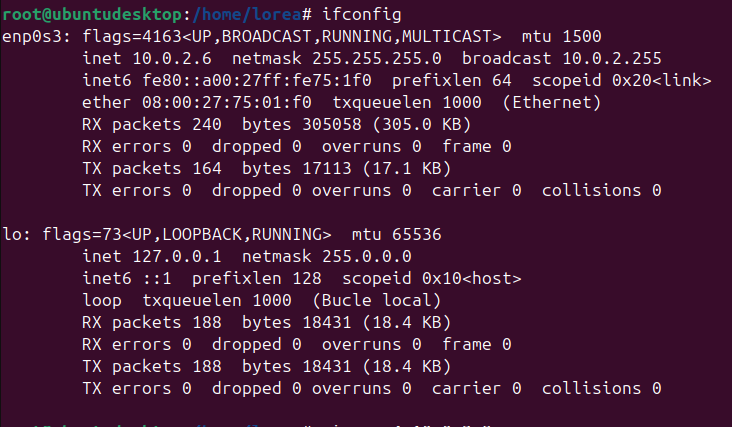 root@ubuntudesktop:/home/lorea# ifconfig
enp0s3: flags=4163<UP,BROADCAST,RUNNING,MULTICAST>  mtu 1500
        inet 10.0.2.6  netmask 255.255.255.0  broadcast 10.0.2.255
        inet6 fe80::a00:27ff:fe75:1f0  prefixlen 64  scopeid 0x20<link>
        ether 08:00:27:75:01:f0  txqueuelen 1000  (Ethernet)
        RX packets 240  bytes 305058 (305.0 KB)
        RX errors 0  dropped 0  overruns 0  frame 0
        TX packets 164  bytes 17113 (17.1 KB)
        TX errors 0  dropped 0 overruns 0  carrier 0  collisions 0

lo: flags=73<UP,LOOPBACK,RUNNING>  mtu 65536
        inet 127.0.0.1  netmask 255.0.0.0
        inet6 ::1  prefixlen 128  scopeid 0x10<host>
        loop  txqueuelen 1000  (Bucle local)
        RX packets 188  bytes 18431 (18.4 KB)
        RX errors 0  dropped 0  overruns 0  frame 0
        TX packets 188  bytes 18431 (18.4 KB)
        TX errors 0  dropped 0 overruns 0  carrier 0  collisions 0